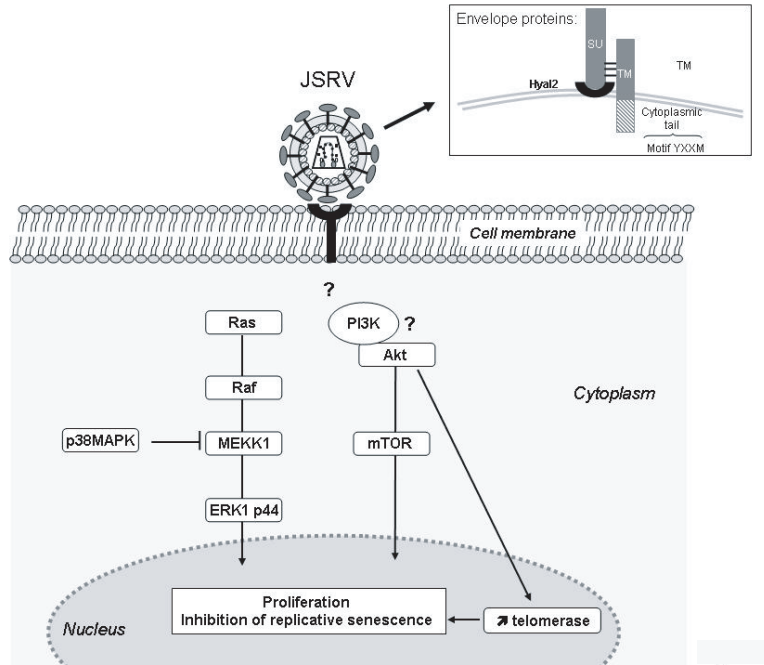 Envelope proteins:
SU
TM
TM
Hyal2
Cytoplasmic
tail
Motif YXXM
JSRV
Cell membrane
?
Ras
PI3K
?
Akt
Raf
Cytoplasm
p38MAPK
MEKK1
mTOR
ERK1 p44
Proliferation
Inhibition of replicative senescence
telomerase
Nucleus